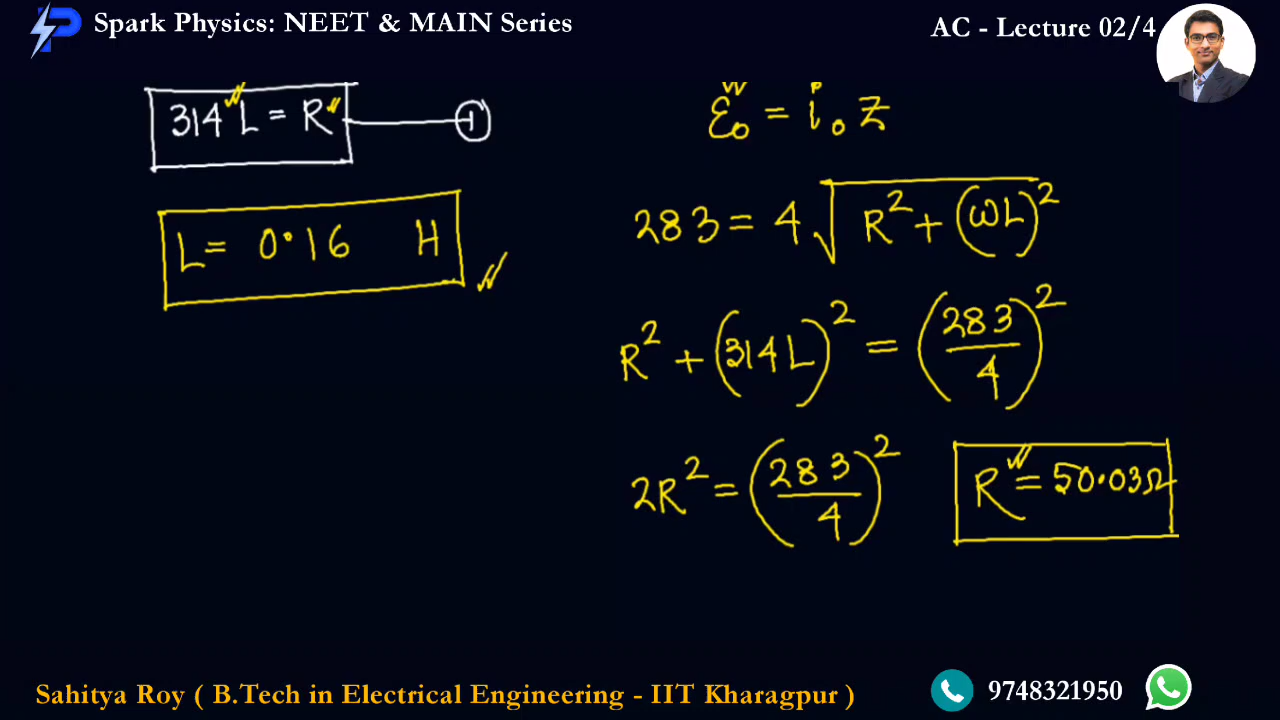 Spark Physics: NEET & MAIN Series
AC - Lecture 02/4
314 L = R — 1
L = 0.16 H
ε₀ = i₀ z
283 = 4 √(R² + (ωL)²)
R² + (314 L)² = (283/4)²
2R² = (283/4)²
R = 50.03Ω
Sahitya Roy ( B.Tech in Electrical Engineering - IIT Kharagpur )
9748321950